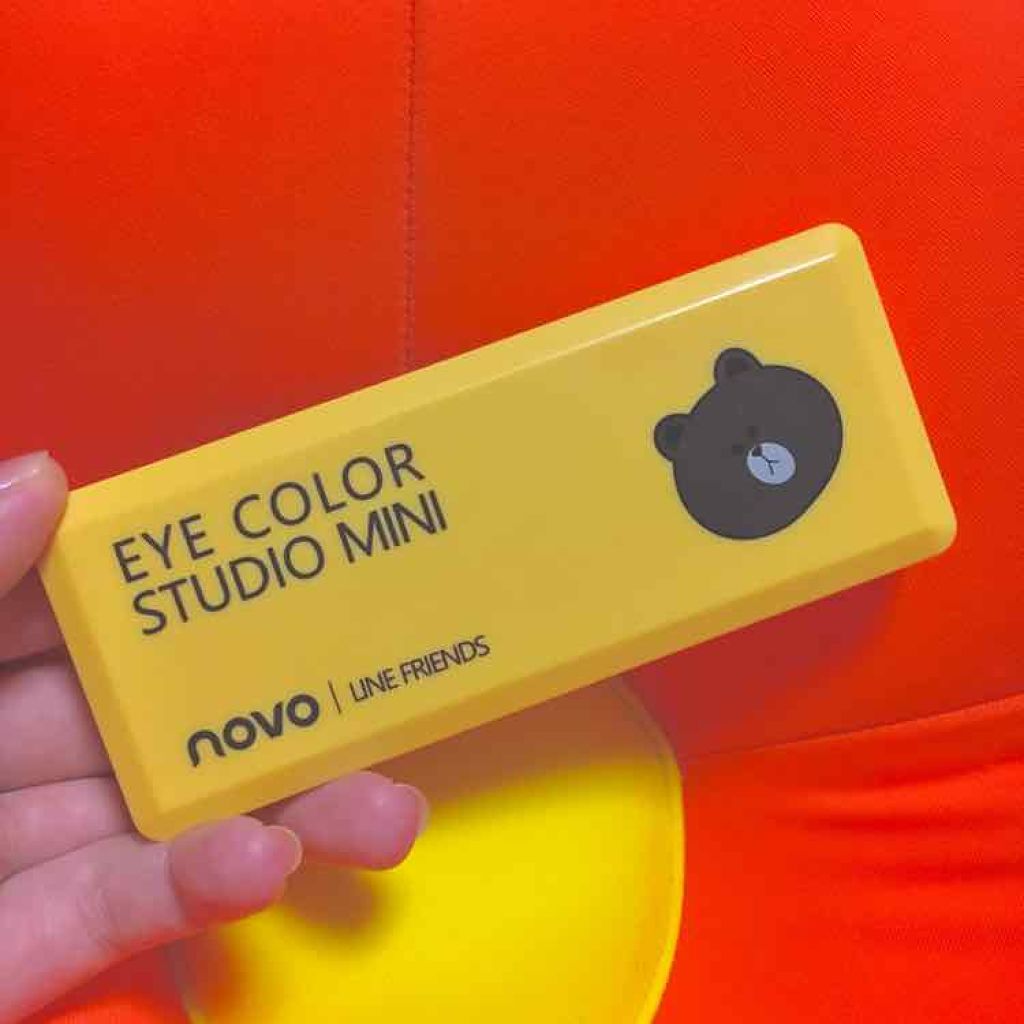 EYE COLOR
STUDIO MINI
novo | LINE FRIENDS